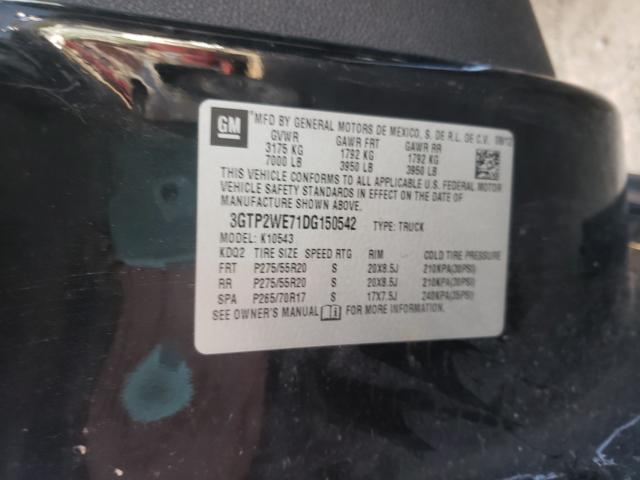 GM MFD BY GENERAL MOTORS DE MEXICO, S. DE R.L. DE C.V. 09/12
GVWR GAWR FRT GAWR RR
3175 KG 1792 KG 1792 KG
7000 LB 3950 LB 3950 LB
THIS VEHICLE CONFORMS TO ALL APPLICABLE U.S. FEDERAL MOTOR
VEHICLE SAFETY STANDARDS IN EFFECT ON THE DATE OF
MANUFACTURE SHOWN ABOVE.
3GTP2WE71DG150542 TYPE: TRUCK
MODEL: K10543
KDQ2 TIRE SIZE SPEED RTG RIM COLD TIRE PRESSURE
FRT P275/55R20 S 20X8.5J 210KPA(30PSI)
RR P275/55R20 S 20X8.5J 210KPA(30PSI)
SPA P265/70R17 S 17X7.5J 240KPA(35PSI)
SEE OWNER'S MANUAL FOR MORE INFORMATION.